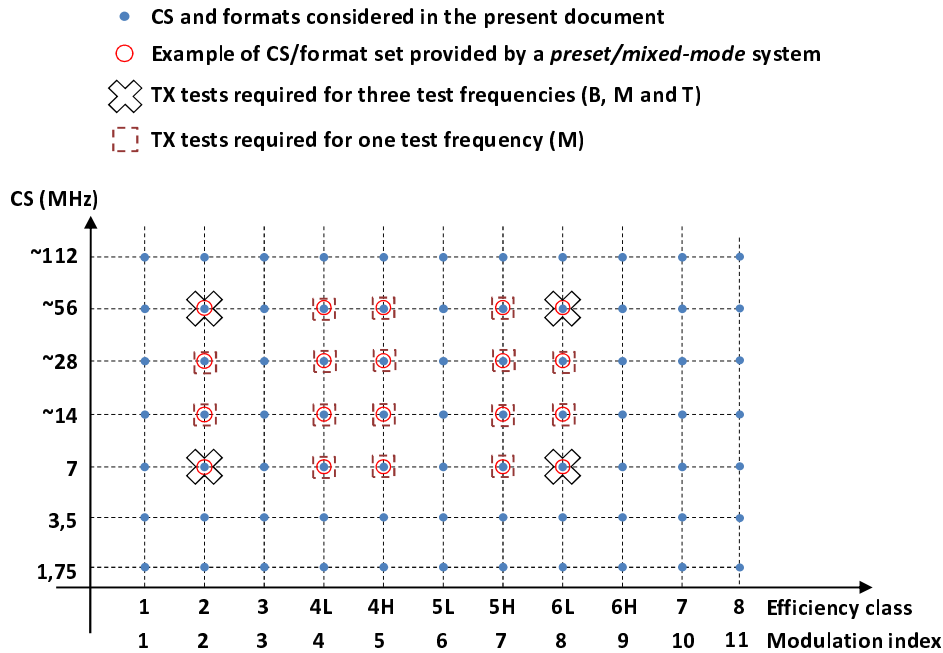 CS and formats considered in the present document
Example of CS/format set provided by a preset/mixed-mode system
TX tests required for three test frequencies (B, M and T)
TX tests required for one test frequency (M)
CS (MHz)
~112
~56
~28
~14
7
3,5
1,75
1 2 3 4L 4H 5L 5H 6L 6H 7 8 Efficiency class
1 2 3 4 5 6 7 8 9 10 11 Modulation index